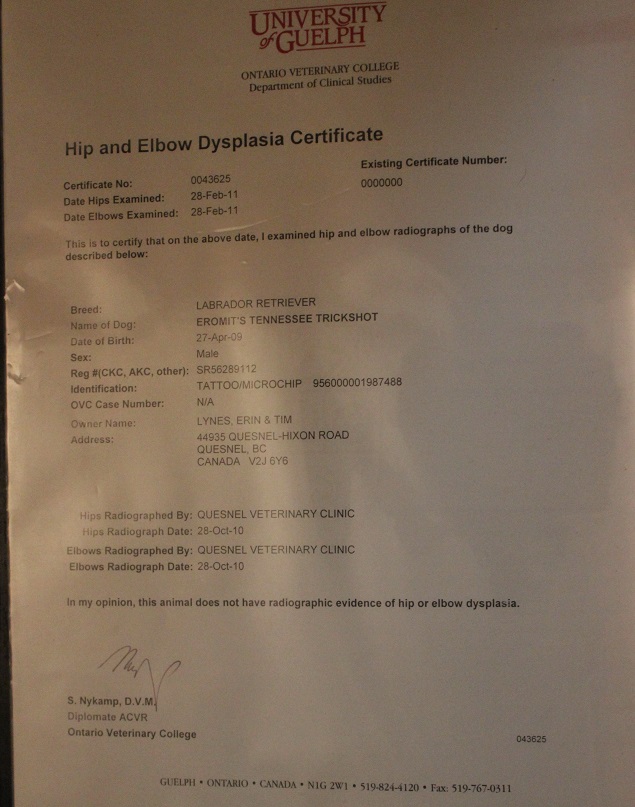 UNIVERSITY
of GUELPH
ONTARIO VETERINARY COLLEGE
Department of Clinical Studies
Hip and Elbow Dysplasia Certificate
Existing Certificate Number:
0000000
Certificate No: 0043625
Date Hips Examined: 28-Feb-11
Date Elbows Examined: 28-Feb-11
This is to certify that on the above date, I examined hip and elbow radiographs of the dog
described below:
Breed: LABRADOR RETRIEVER
Name of Dog: EROMIT'S TENNESSEE TRICKSHOT
Date of Birth: 27-Apr-09
Sex: Male
Reg #(CKC, AKC, other): SR56289112
Identification: TATTOO/MICROCHIP 956000001987488
OVC Case Number: N/A
Owner Name: LYNES, ERIN & TIM
Address: 44935 QUESNEL-HIXON ROAD
QUESNEL, BC
CANADA V2J 6Y6
Hips Radiographed By: QUESNEL VETERINARY CLINIC
Hips Radiograph Date: 28-Oct-10
Elbows Radiographed By: QUESNEL VETERINARY CLINIC
Elbows Radiograph Date: 28-Oct-10
In my opinion, this animal does not have radiographic evidence of hip or elbow dysplasia.
S. Nykamp, D.V.M.
Diplomate ACVR
Ontario Veterinary College
043625
GUELPH • ONTARIO • CANADA • N1G 2W1 • 519-824-4120 • Fax: 519-767-0311